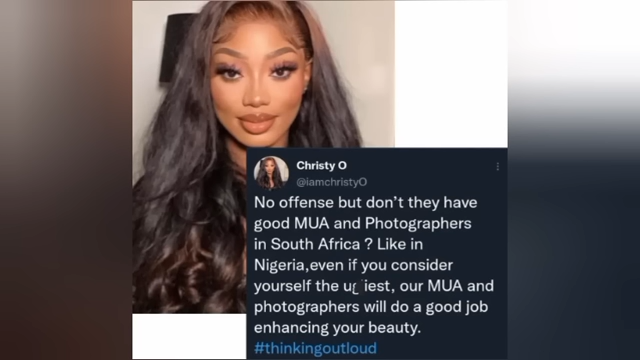 Christy O
@iamchristyO
No offense but don't they have
good MUA and Photographers
in South Africa ? Like in
Nigeria,even if you consider
yourself the ugliest, our MUA and
photographers will do a good job
enhancing your beauty.
#thinkingoutloud